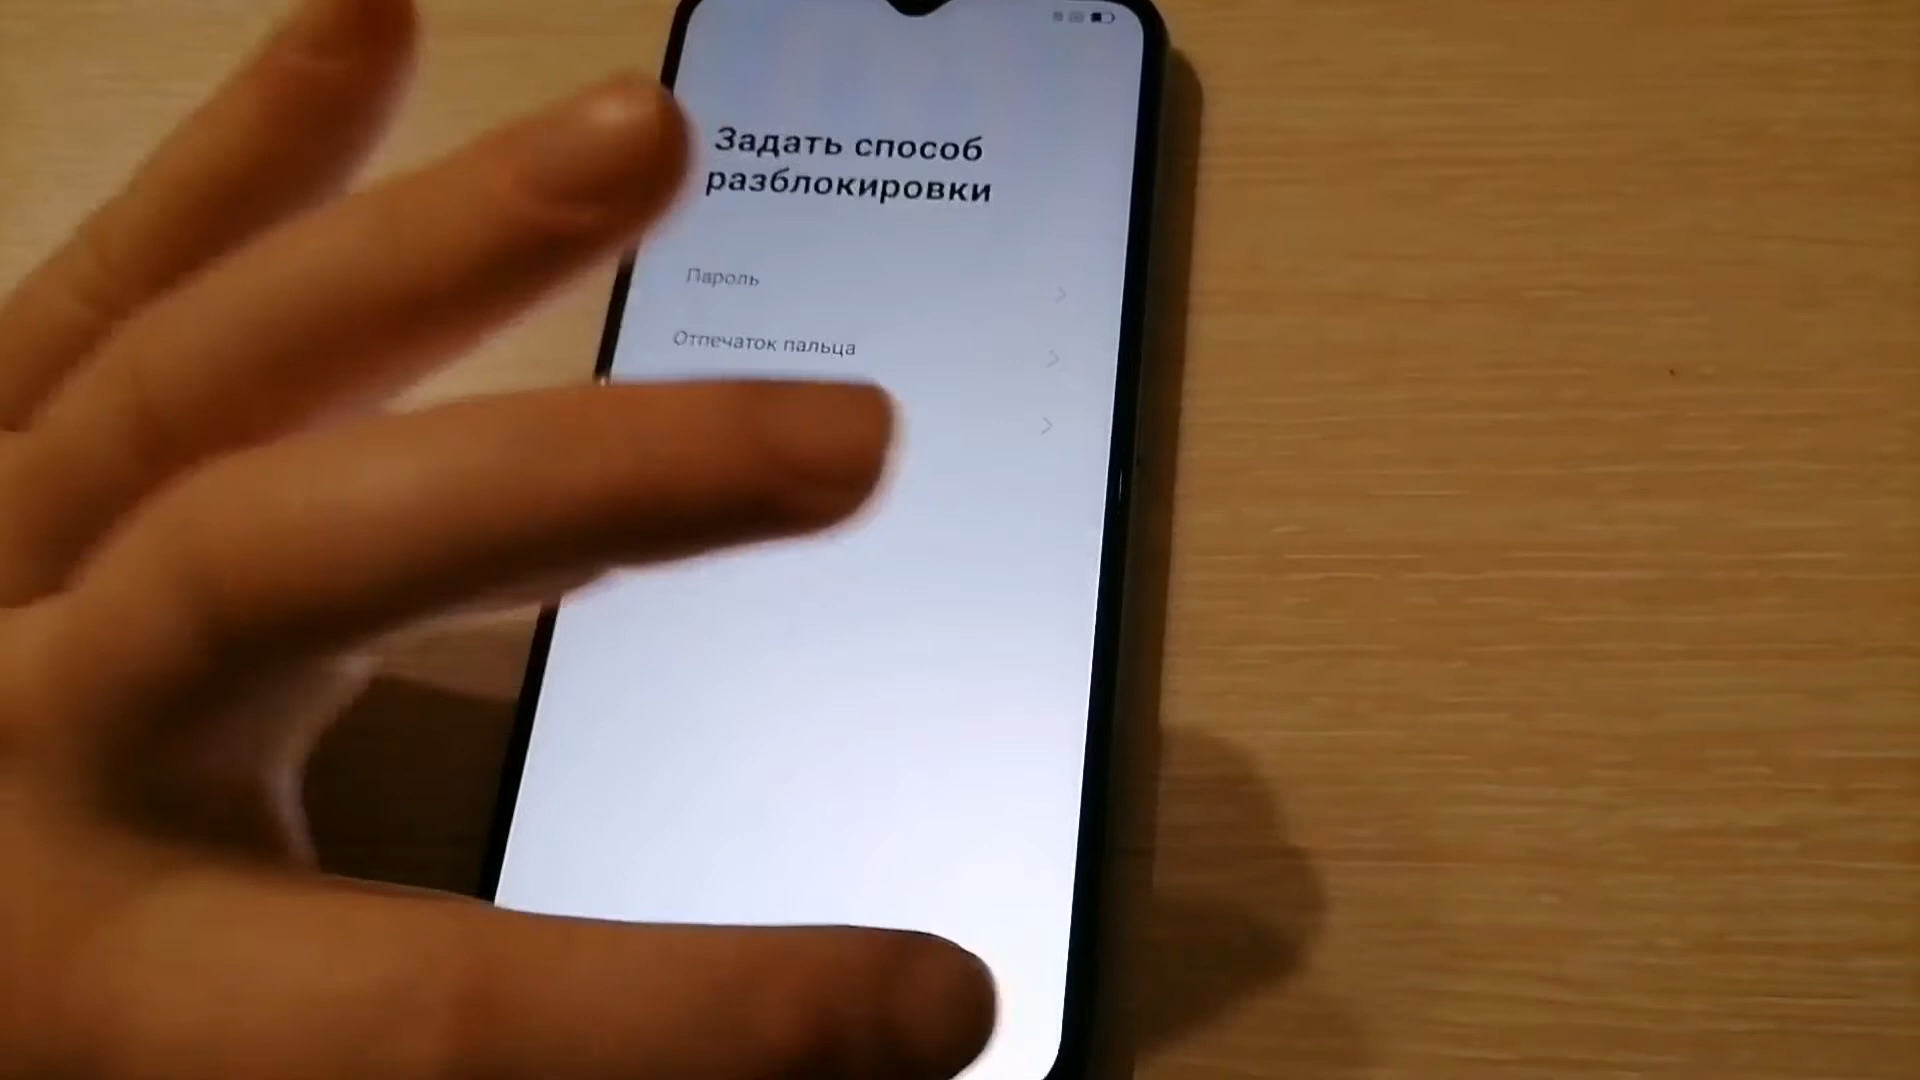 Задать способ
разблокировки
Пароль
Отпечаток пальца